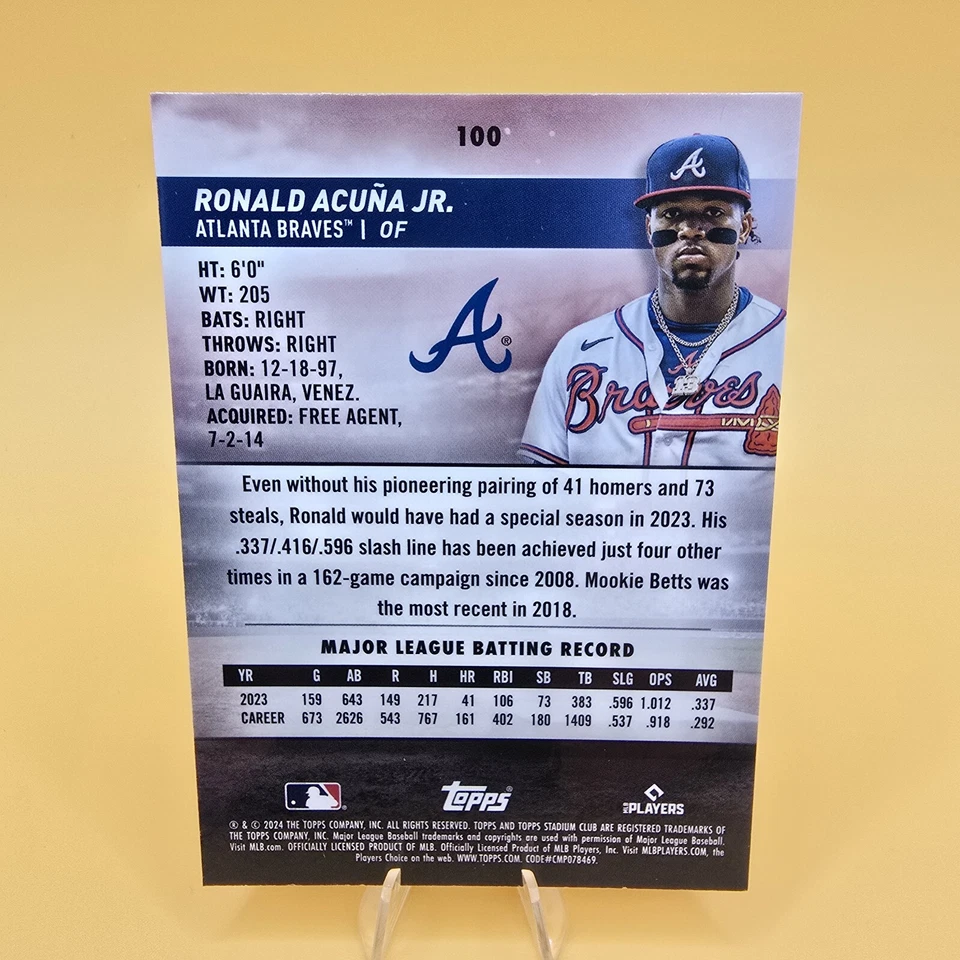 100
RONALD ACUÑA JR.
ATLANTA BRAVES™ | OF
HT: 6'0"
WT: 205
BATS: RIGHT
THROWS: RIGHT
BORN: 12-18-97,
LA GUAIRA, VENEZ.
ACQUIRED: FREE AGENT,
7-2-14
A®
A
A
Braves
13
Even without his pioneering pairing of 41 homers and 73
steals, Ronald would have had a special season in 2023. His
.337/.416/.596 slash line has been achieved just four other
times in a 162-game campaign since 2008. Mookie Betts was
the most recent in 2018.
MAJOR LEAGUE BATTING RECORD
YR G AB R H HR RBI SB TB SLG OPS AVG
2023 159 643 149 217 41 106 73 383 .596 1.012 .337
CAREER 673 2626 543 767 161 402 180 1409 .537 .918 .292
topps®
MLB PLAYERS
® & © 2024 THE TOPPS COMPANY, INC. ALL RIGHTS RESERVED. TOPPS AND TOPPS STADIUM CLUB ARE REGISTERED TRADEMARKS OF
THE TOPPS COMPANY, INC. Major League Baseball trademarks and copyrights are used with permission of Major League Baseball.
Visit MLB.com. OFFICIALLY LICENSED PRODUCT OF MLB. Officially Licensed Product of MLB Players, Inc. Visit MLBPLAYERS.COM, the
Players Choice on the web. WWW.TOPPS.COM. CODE#CMP078469.